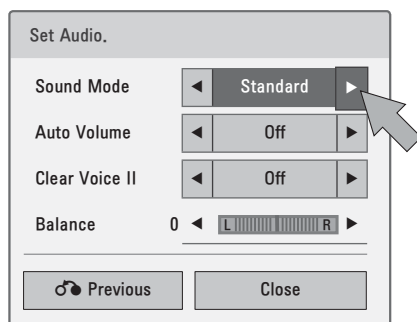 Set Audio.
Sound Mode ◀ Standard ▶
Auto Volume ◀ Off ▶
Clear Voice II ◀ Off ▶
Balance 0 ◀ L R ▶
Previous Close